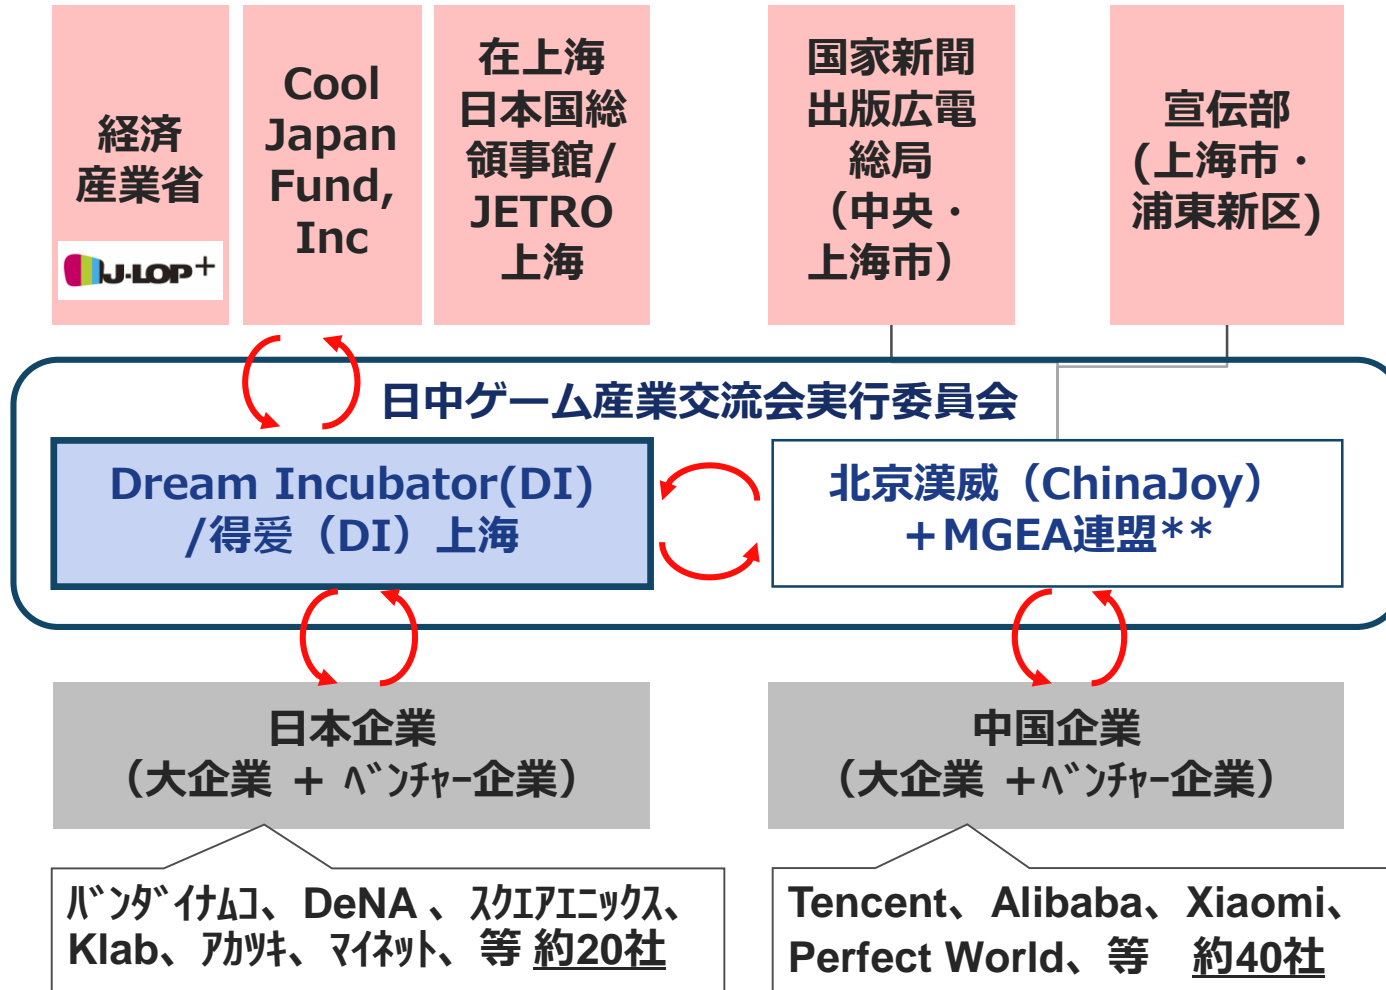 経済
産業省
J-LOP+
Cool
Japan
Fund,
Inc
在上海
日本国総
領事館/
JETRO
上海
国家新聞
出版広電
総局
（中央・
上海市）
宣伝部
(上海市・
浦東新区)
日中ゲーム産業交流会実行委員会
Dream Incubator(DI)
/得爱（DI）上海
北京漢威（ChinaJoy）
＋MGEA連盟**
日本企業
（大企業 + ﾍﾞﾝﾁｬｰ企業）
中国企業
（大企業 +ﾍﾞﾝﾁｬｰ企業）
ﾊﾞﾝﾀﾞｲﾅﾑｺ、DeNA 、ｽｸｴｱｴﾆｯｸｽ、
Klab、ｱｶﾂｷ、ﾏｲﾈｯﾄ、等 約20社
Tencent、Alibaba、Xiaomi、
Perfect World、等　約40社